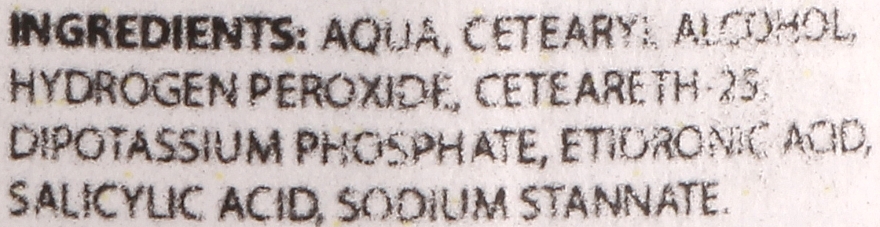 INGREDIENTS: AQUA, CETEARYL ALCOHOL,
HYDROGEN PEROXIDE, CETEARETH-25,
DIPOTASSIUM PHOSPHATE, ETIDRONIC ACID,
SALICYLIC ACID, SODIUM STANNATE.